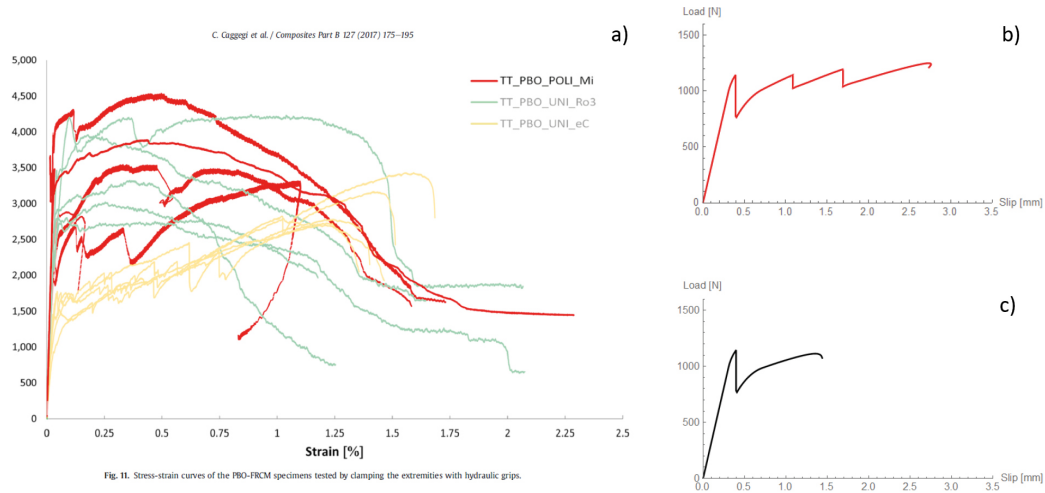 C. Caggegi et al. / Composites Part B 127 (2017) 175–195
a)
5,000
4,500
4,000
3,500
3,000
2,500
2,000
1,500
1,000
500
0
TT_PBO_POLI_Mi
TT_PBO_UNI_Ro3
TT_PBO_UNI_eC
0 0.25 0.5 0.75 1 1.25 1.5 1.75 2 2.25 2.5
Strain [%]
Fig. 11. Stress-strain curves of the PBO-FRCM specimens tested by clamping the extremities with hydraulic grips.
Load [N]
b)
1500
1000
500
0
0.0 0.5 1.0 1.5 2.0 2.5 3.0 3.5
Slip [mm]
Load [N]
c)
1500
1000
500
0
0.0 0.5 1.0 1.5 2.0 2.5 3.0 3.5
Slip [mm]